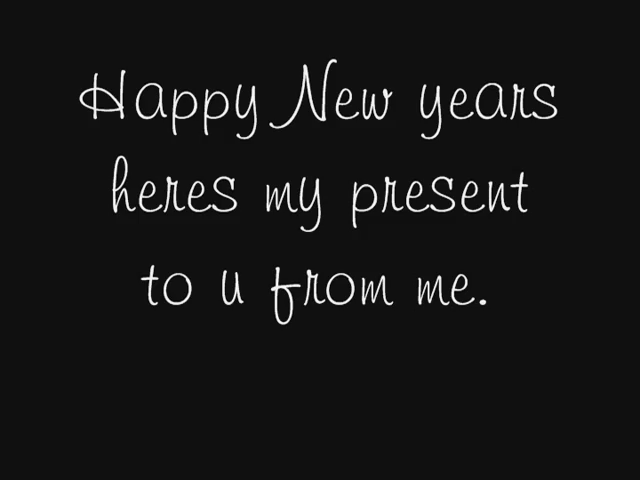 Happy New years
heres my present
to u from me.